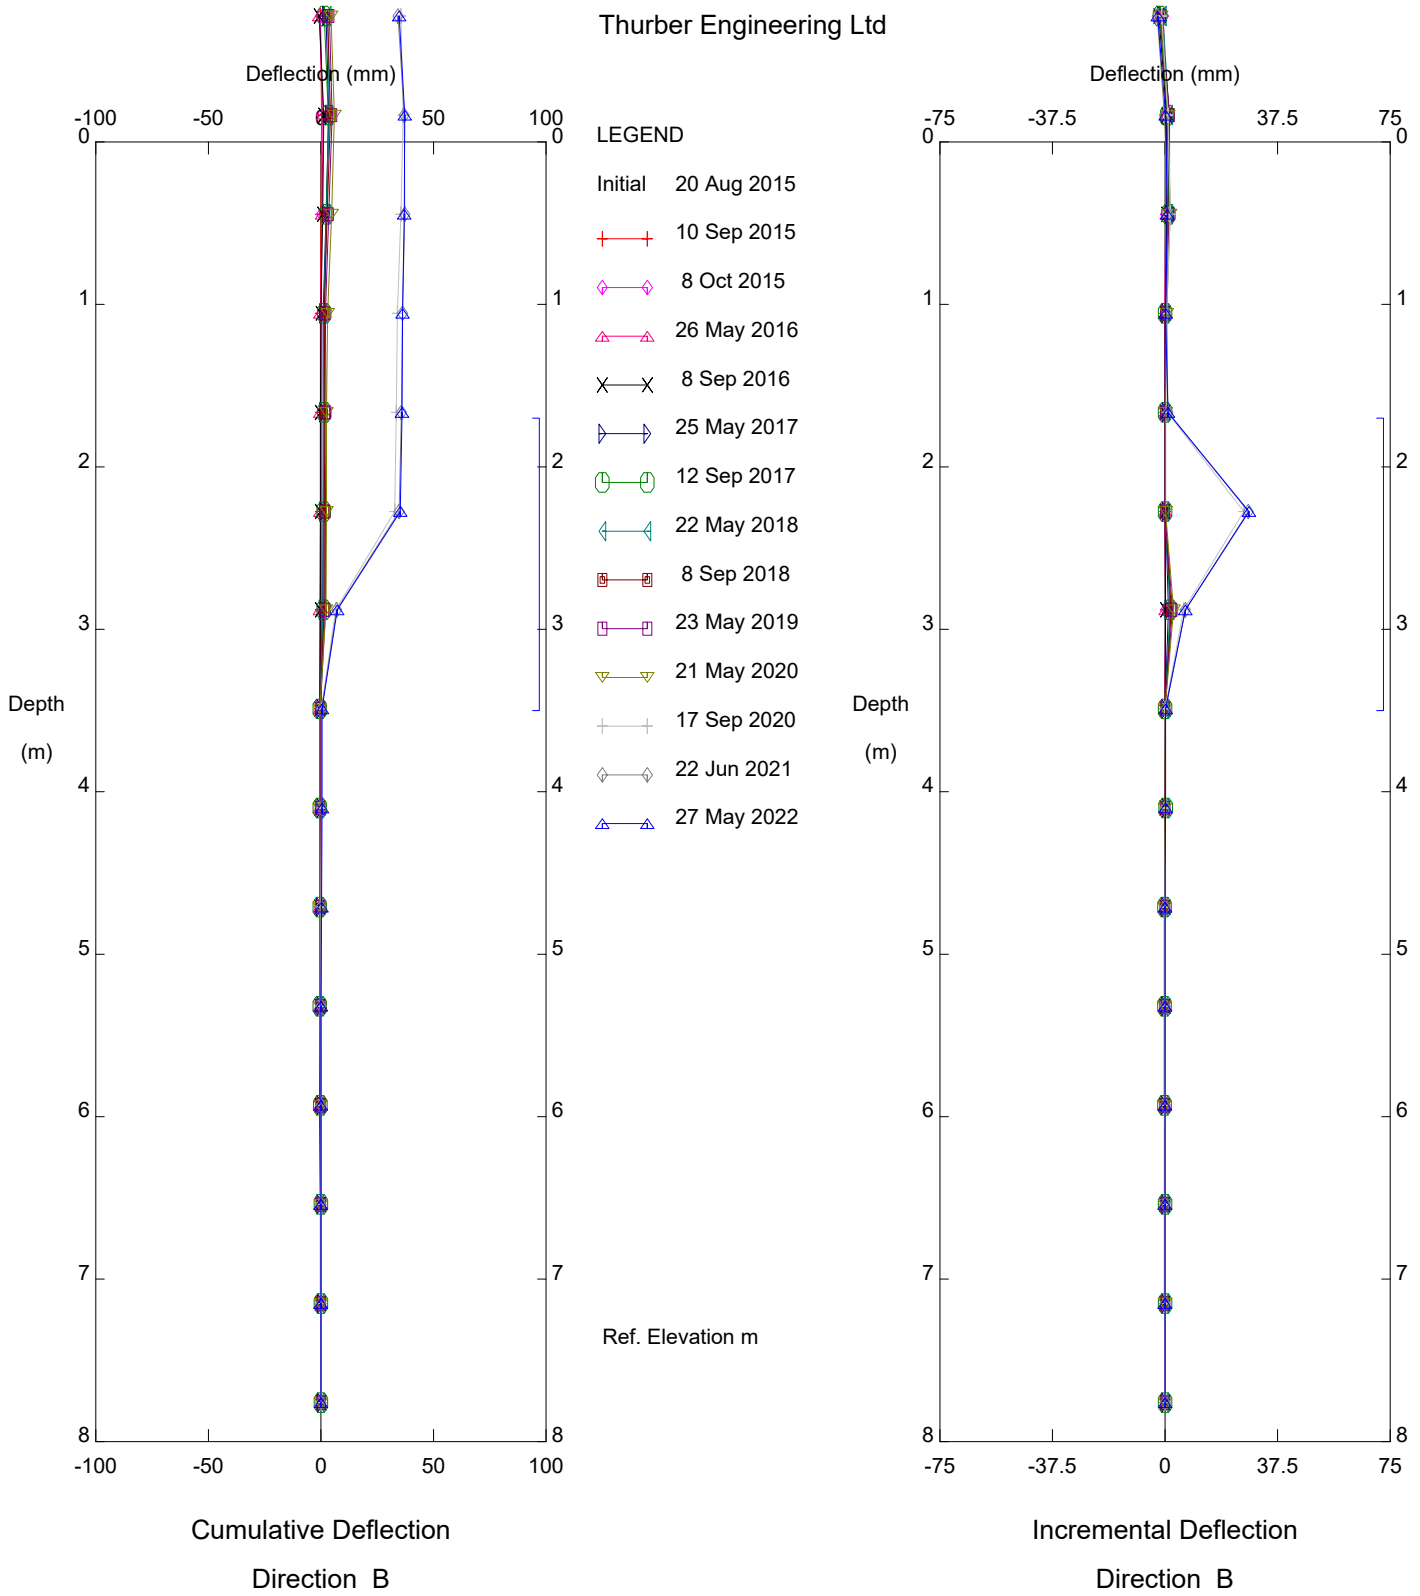 Thurber Engineering Ltd
Deflection (mm)
-100 -50 0 50 100
0 0
1 1
2 2
3 3
Depth
(m)
4 4
5 5
6 6
7 7
8 8
-100 -50 0 50 100
Cumulative Deflection
Direction B
LEGEND
Initial 20 Aug 2015
10 Sep 2015
8 Oct 2015
26 May 2016
8 Sep 2016
25 May 2017
12 Sep 2017
22 May 2018
8 Sep 2018
23 May 2019
21 May 2020
17 Sep 2020
22 Jun 2021
27 May 2022
Ref. Elevation m
Deflection (mm)
-75 -37.5 0 37.5 75
0 0
1 1
2 2
3 3
Depth
(m)
4 4
5 5
6 6
7 7
8 8
-75 -37.5 0 37.5 75
Incremental Deflection
Direction B